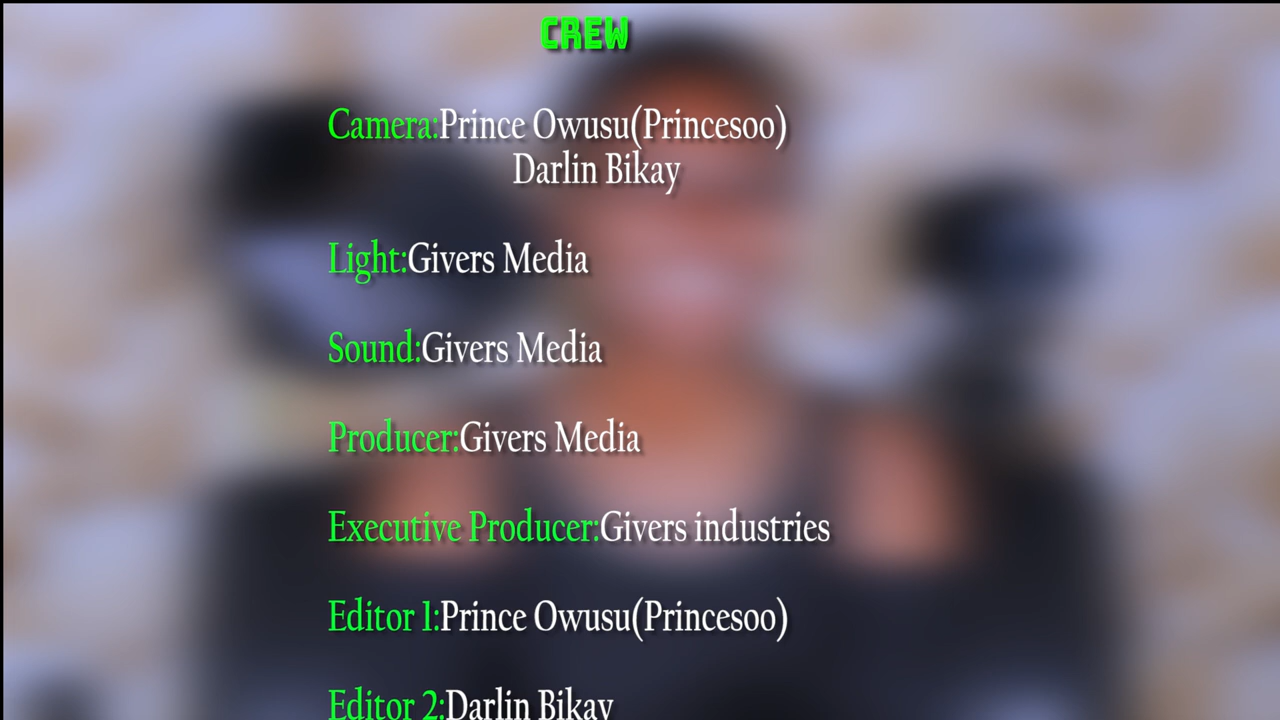 CREW
Camera:Prince Owusu(Princesoo)
Darlin Bikay
Light:Givers Media
Sound:Givers Media
Producer:Givers Media
Executive Producer:Givers industries
Editor 1:Prince Owusu(Princesoo)
Editor 2:Darlin Bikay